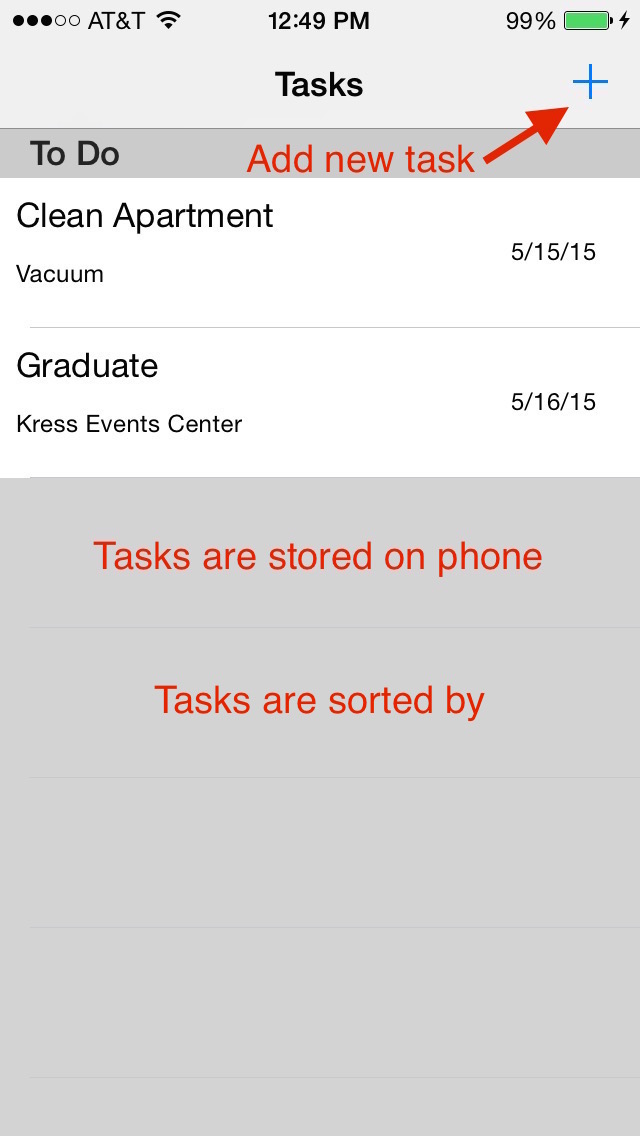 AT&T 12:49 PM 99%
Tasks
To Do
Add new task
Clean Apartment
5/15/15
Vacuum
Graduate
5/16/15
Kress Events Center
Tasks are stored on phone
Tasks are sorted by